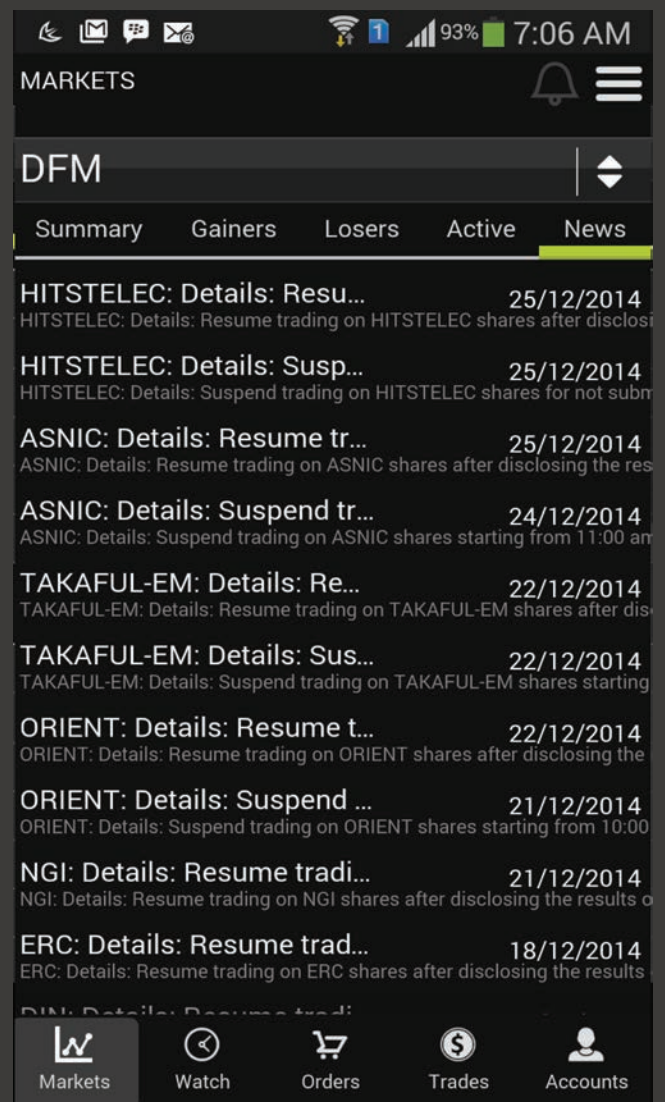 1 93% 7:06 AM
MARKETS
DFM
Summary Gainers Losers Active News
HITSTELEC: Details: Resu... 25/12/2014
HITSTELEC: Details: Resume trading on HITSTELEC shares after disclosi
HITSTELEC: Details: Susp... 25/12/2014
HITSTELEC: Details: Suspend trading on HITSTELEC shares for not subm
ASNIC: Details: Resume tr... 25/12/2014
ASNIC: Details: Resume trading on ASNIC shares after disclosing the res
ASNIC: Details: Suspend tr... 24/12/2014
ASNIC: Details: Suspend trading on ASNIC shares starting from 11:00 am
TAKAFUL-EM: Details: Re... 22/12/2014
TAKAFUL-EM: Details: Resume trading on TAKAFUL-EM shares after dis
TAKAFUL-EM: Details: Sus... 22/12/2014
TAKAFUL-EM: Details: Suspend trading on TAKAFUL-EM shares starting
ORIENT: Details: Resume t... 22/12/2014
ORIENT: Details: Resume trading on ORIENT shares after disclosing the
ORIENT: Details: Suspend ... 21/12/2014
ORIENT: Details: Suspend trading on ORIENT shares starting from 10:00
NGI: Details: Resume tradi... 21/12/2014
NGI: Details: Resume trading on NGI shares after disclosing the results o
ERC: Details: Resume trad... 18/12/2014
ERC: Details: Resume trading on ERC shares after disclosing the results
DIN: Details: Resume tradi
Markets Watch Orders Trades Accounts